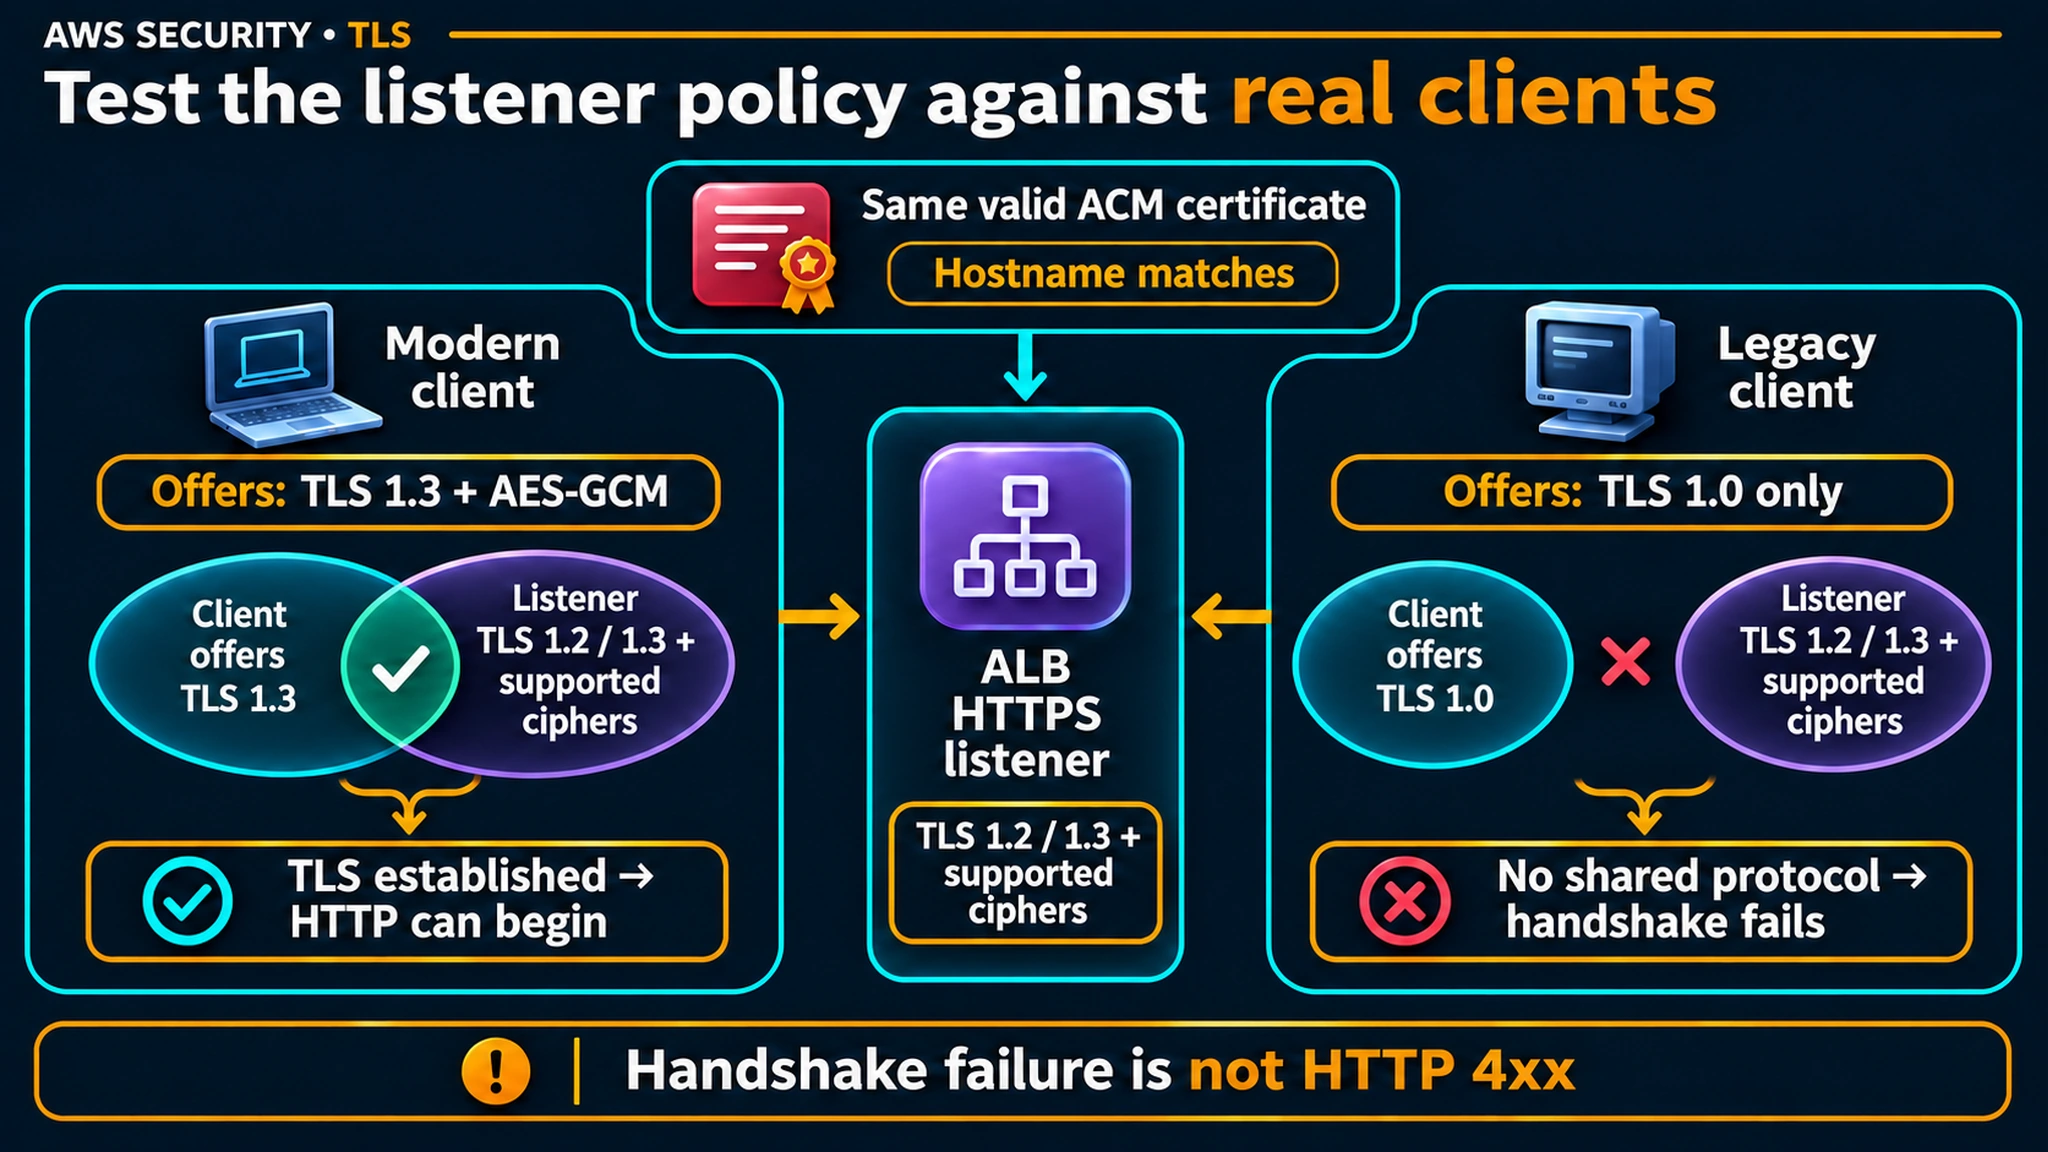 AWS SECURITY • TLS
Test the listener policy against real clients
Same valid ACM certificate
Hostname matches
Modern
client
Offers: TLS 1.3 + AES-GCM
Client
offers
TLS 1.3
Listener
TLS 1.2 / 1.3 +
supported
ciphers
TLS established →
HTTP can begin
ALB
HTTPS
listener
TLS 1.2 / 1.3 +
supported
ciphers
Legacy
client
Offers: TLS 1.0 only
Client
offers
TLS 1.0
Listener
TLS 1.2 / 1.3 +
supported
ciphers
No shared protocol →
handshake fails
Handshake failure is not HTTP 4xx